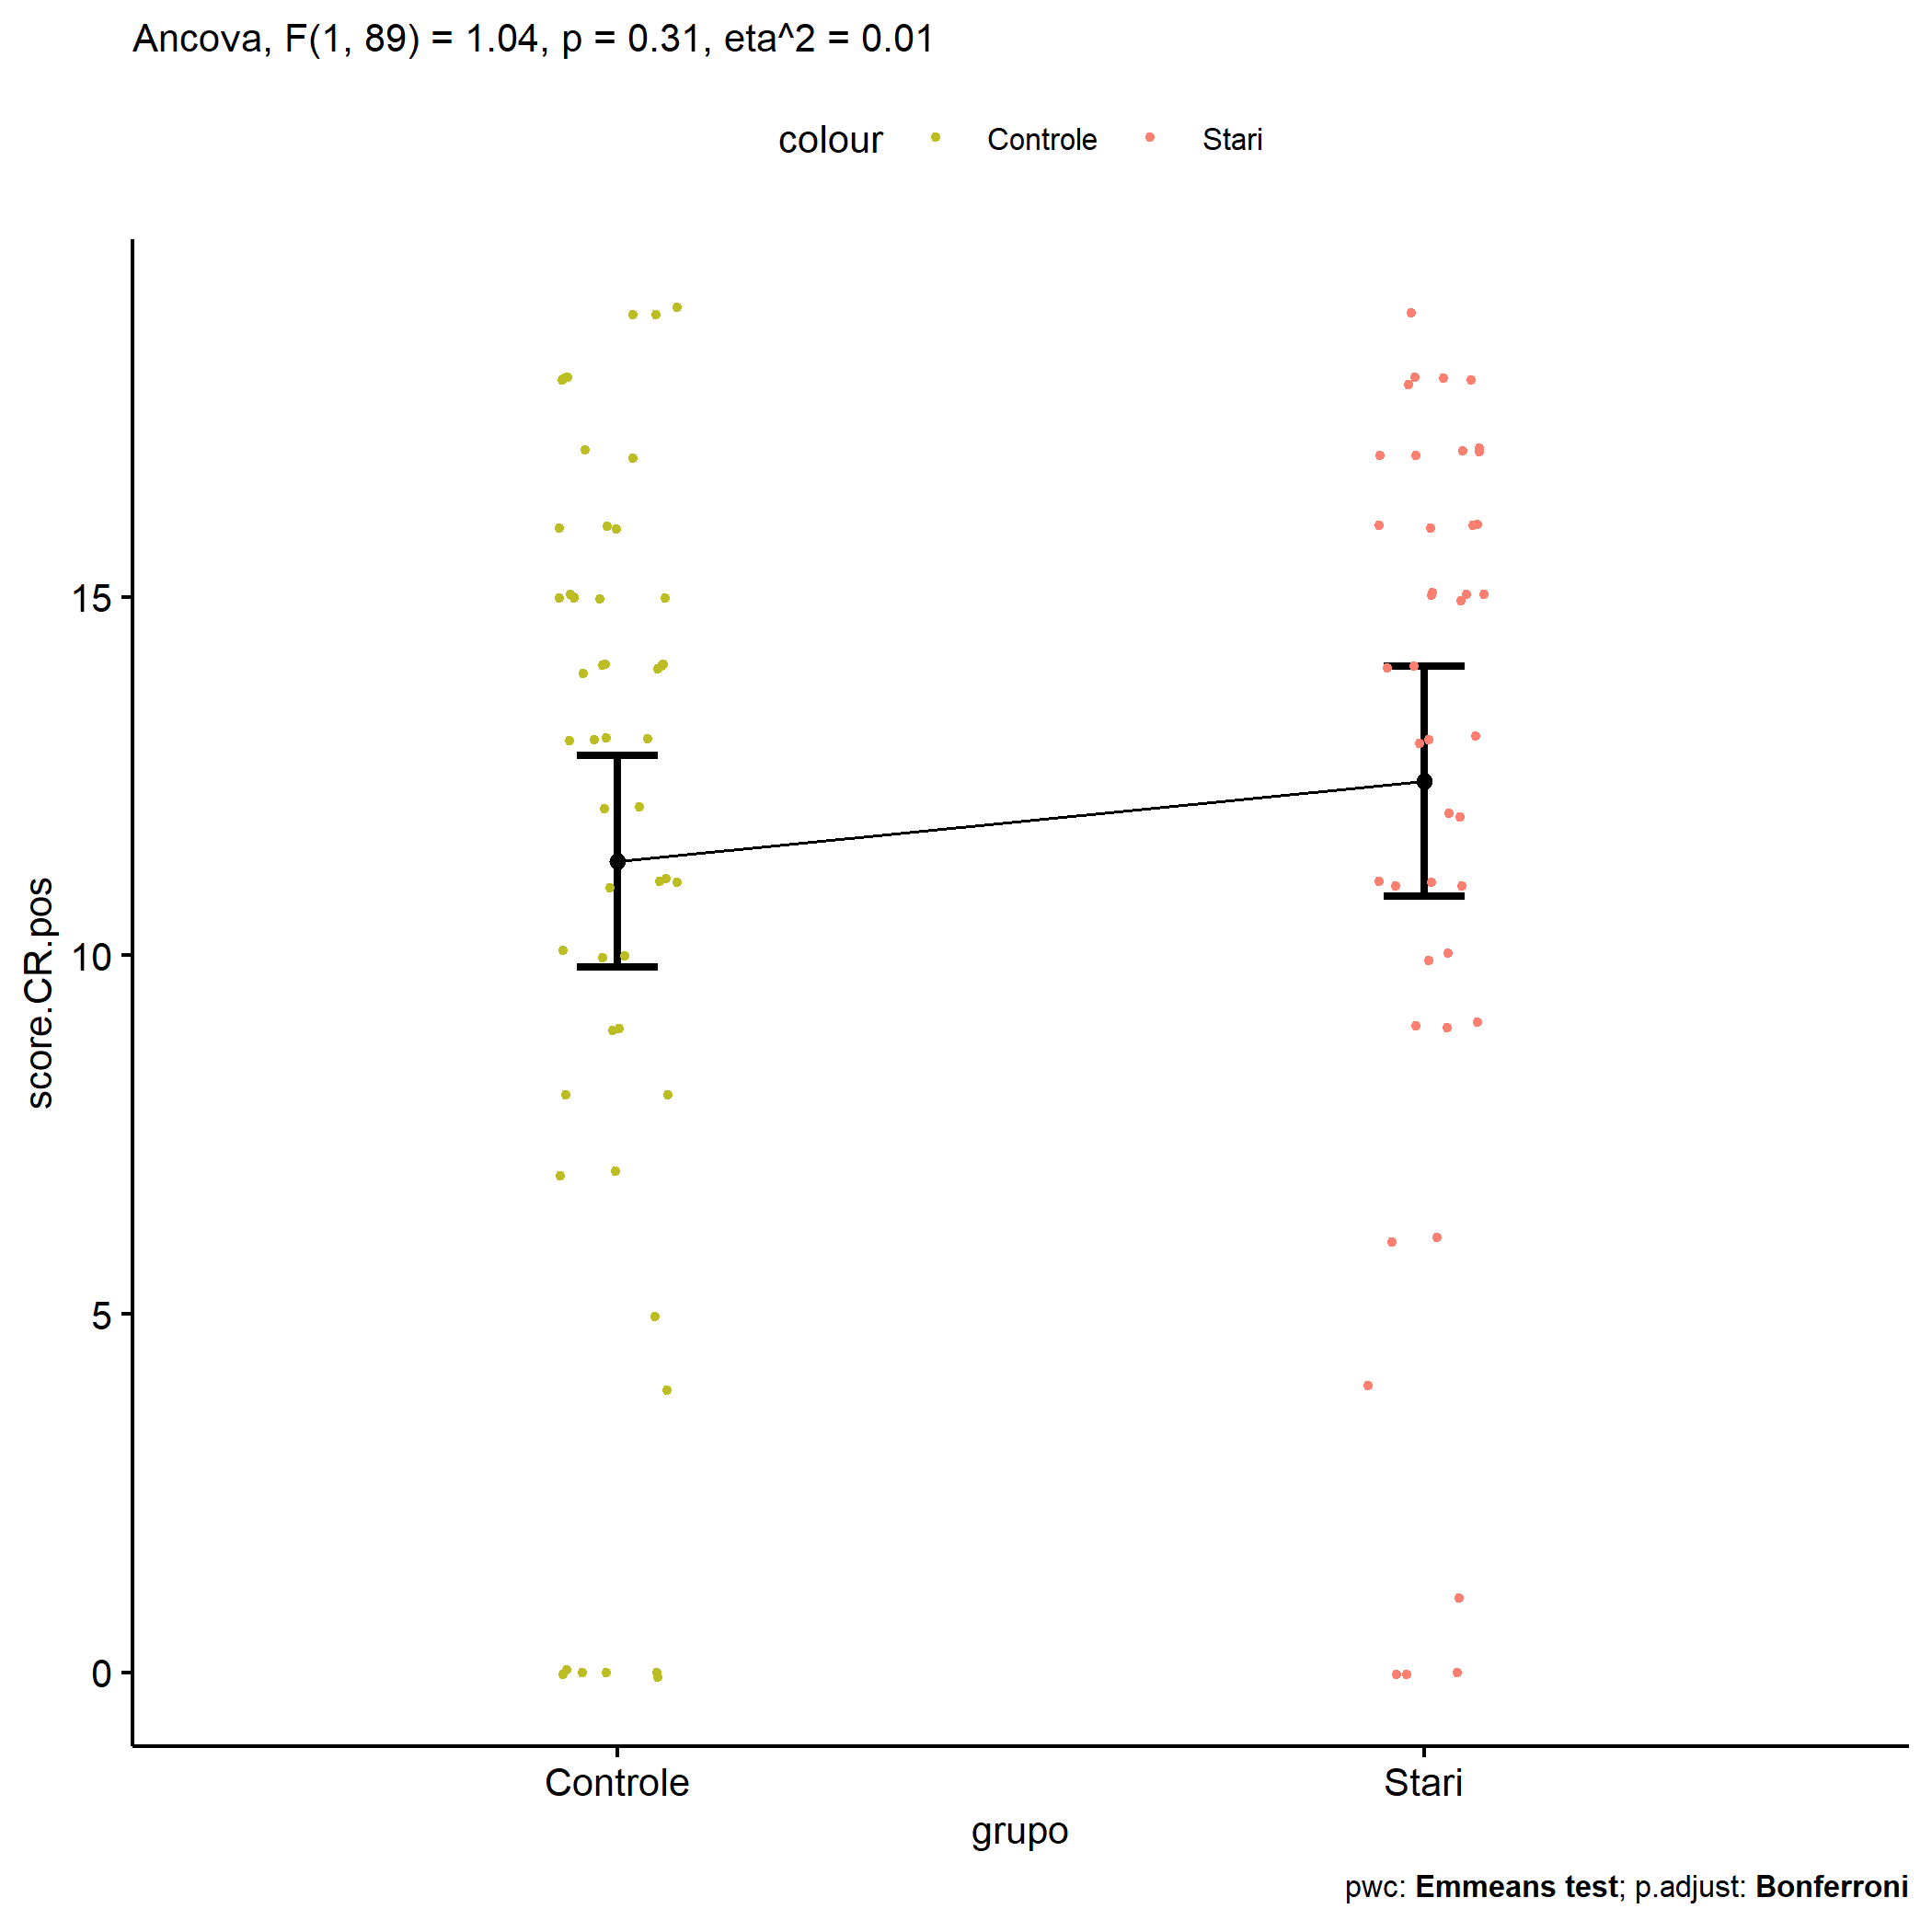 Ancova, F(1, 89) = 1.04, p = 0.31, eta^2 = 0.01
colour Controle Stari
score.CR.pos
15
10
5
0
Controle Stari
grupo
pwc: Emmeans test; p.adjust: Bonferroni